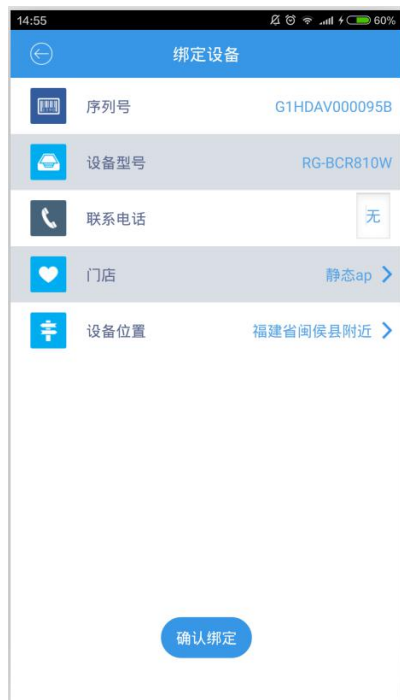 14:55 60%
绑定设备
序列号 G1HDAV000095B
设备型号 RG-BCR810W
联系电话 无
门店 静态ap
设备位置 福建省闽侯县附近
确认绑定